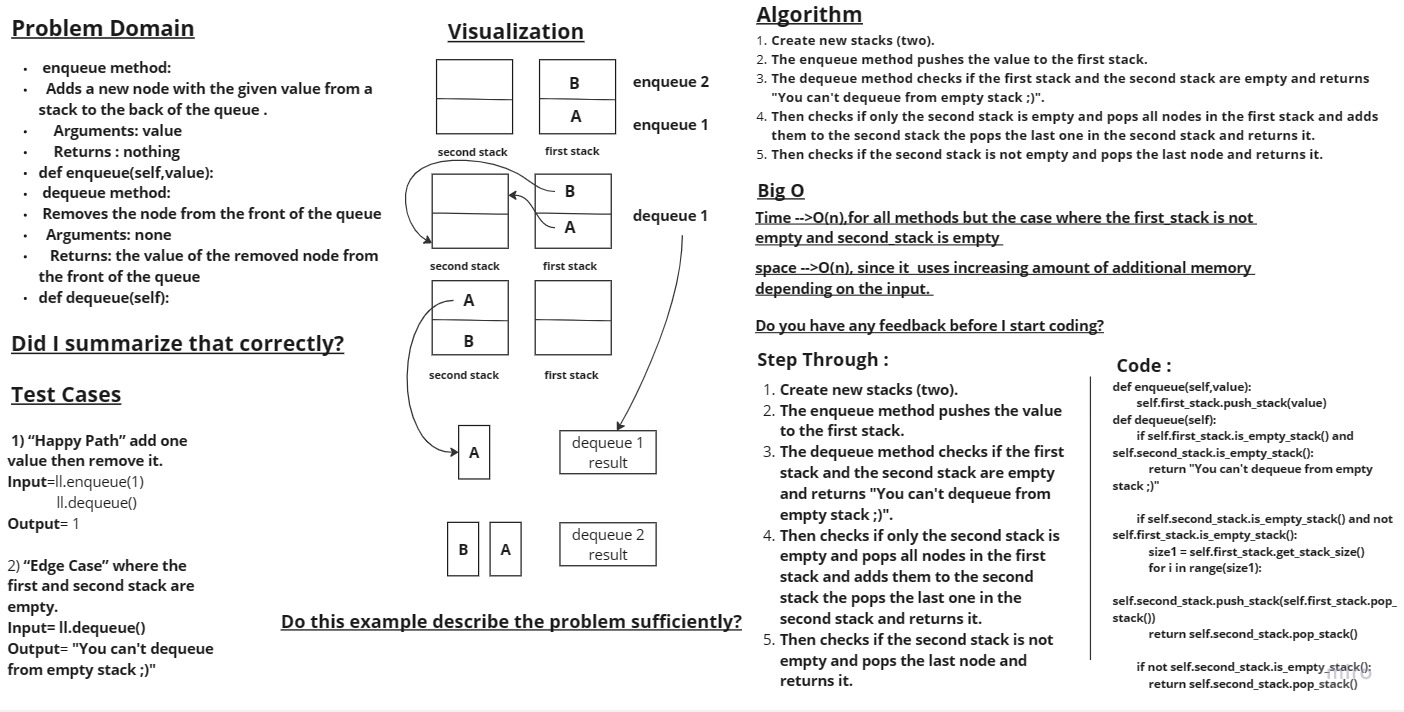 Problem Domain
• enqueue method:
• Adds a new node with the given value from a
stack to the back of the queue .
• Arguments: value
• Returns : nothing
• def enqueue(self,value):
• dequeue method:
• Removes the node from the front of the queue
• Arguments: none
• Returns: the value of the removed node from
the front of the queue
• def dequeue(self):
Did I summarize that correctly?
Test Cases
1) “Happy Path” add one
value then remove it.
Input=ll.enqueue(1)
ll.dequeue()
Output= 1
2) “Edge Case” where the
first and second stack are
empty.
Input= ll.dequeue()
Output= "You can't dequeue
from empty stack ;)"
Visualization
B
enqueue 2
A
enqueue 1
second stack
first stack
B
dequeue 1
A
second stack
first stack
A
B
second stack
first stack
A
dequeue 1
result
B
A
dequeue 2
result
Do this example describe the problem sufficiently?
Algorithm
1. Create new stacks (two).
2. The enqueue method pushes the value to the first stack.
3. The dequeue method checks if the first stack and the second stack are empty and returns
"You can't dequeue from empty stack ;)".
4. Then checks if only the second stack is empty and pops all nodes in the first stack and adds
them to the second stack the pops the last one in the second stack and returns it.
5. Then checks if the second stack is not empty and pops the last node and returns it.
Big O
Time -->O(n),for all methods but the case where the first_stack is not
empty and second_stack is empty
space -->O(n), since it uses increasing amount of additional memory
depending on the input.
Do you have any feedback before I start coding?
Step Through :
1. Create new stacks (two).
2. The enqueue method pushes the value
to the first stack.
3. The dequeue method checks if the first
stack and the second stack are empty
and returns "You can't dequeue from
empty stack ;)".
4. Then checks if only the second stack is
empty and pops all nodes in the first
stack and adds them to the second
stack the pops the last one in the
second stack and returns it.
5. Then checks if the second stack is not
empty and pops the last node and
returns it.
Code :
def enqueue(self,value):
self.first_stack.push_stack(value)
def dequeue(self):
if self.first_stack.is_empty_stack() and
self.second_stack.is_empty_stack():
return "You can't dequeue from empty
stack ;)"
if self.second_stack.is_empty_stack() and not
self.first_stack.is_empty_stack():
size1 = self.first_stack.get_stack_size()
for i in range(size1):
self.second_stack.push_stack(self.first_stack.pop_
stack())
return self.second_stack.pop_stack()
if not self.second_stack.is_empty_stack():
return self.second_stack.pop_stack()
miro